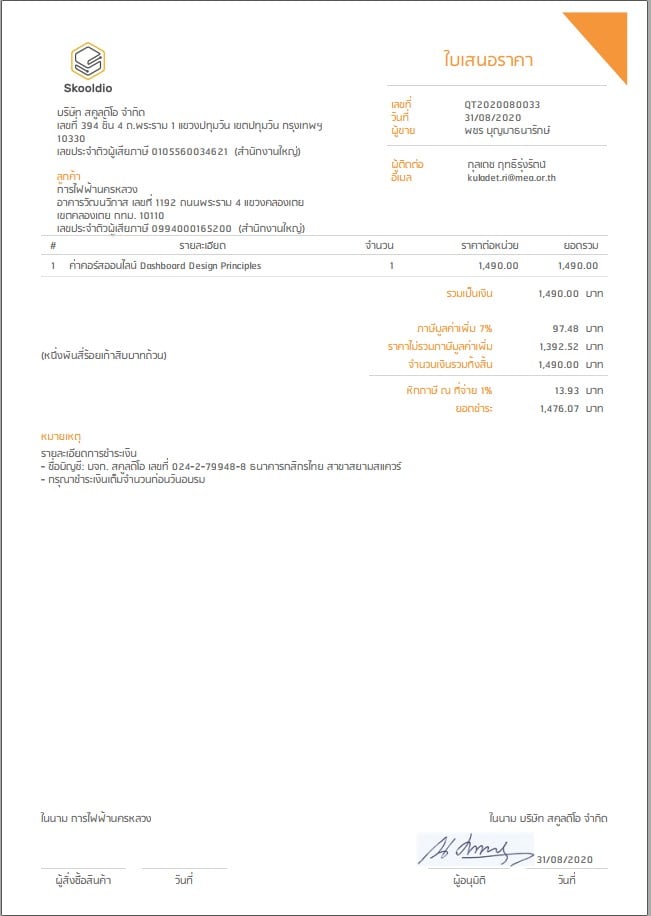 ใบเสนอราคา
Skooldio
บริษัท สคูลดิโอ จำกัด
เลขที่ 394 ชั้น 4 ถ.พระราม 1 แขวงปทุมวัน เขตปทุมวัน กรุงเทพฯ
10330
เลขประจำตัวผู้เสียภาษี 0105560034621 (สำนักงานใหญ่)
เลขที่ QT2020080033
วันที่ 31/08/2020
ผู้ขาย พชร บุญมาธนารักษ์
ผู้ติดต่อ กุลเดช ฤทธิ์รุ่งรัตน์
อีเมล kuladet.ri@mea.or.th
ลูกค้า
การไฟฟ้านครหลวง
อาคารวัฒนวิภาส เลขที่ 1192 ถนนพระราม 4 แขวงคลองเตย
เขตคลองเตย กทม. 10110
เลขประจำตัวผู้เสียภาษี 0994000165200 (สำนักงานใหญ่)
# รายละเอียด จำนวน ราคาต่อหน่วย ยอดรวม
1 ค่าคอร์สออนไลน์ Dashboard Design Principles 1 1,490.00 1,490.00
รวมเป็นเงิน 1,490.00 บาท
ภาษีมูลค่าเพิ่ม 7% 97.48 บาท
ราคาไม่รวมภาษีมูลค่าเพิ่ม 1,392.52 บาท
(หนึ่งพันสี่ร้อยเก้าสิบบาทถ้วน)
จำนวนเงินรวมทั้งสิ้น 1,490.00 บาท
หักภาษี ณ ที่จ่าย 1% 13.93 บาท
ยอดชำระ 1,476.07 บาท
หมายเหตุ
รายละเอียดการชำระเงิน
- ชื่อบัญชี: บจก. สคูลดิโอ เลขที่ 024-2-79948-8 ธนาคารกสิกรไทย สาขาสยามสแควร์
- กรุณาชำระเงินเต็มจำนวนก่อนวันอบรม
ในนาม การไฟฟ้านครหลวง ในนาม บริษัท สคูลดิโอ จำกัด
31/08/2020
ผู้สั่งซื้อสินค้า วันที่ ผู้อนุมัติ วันที่